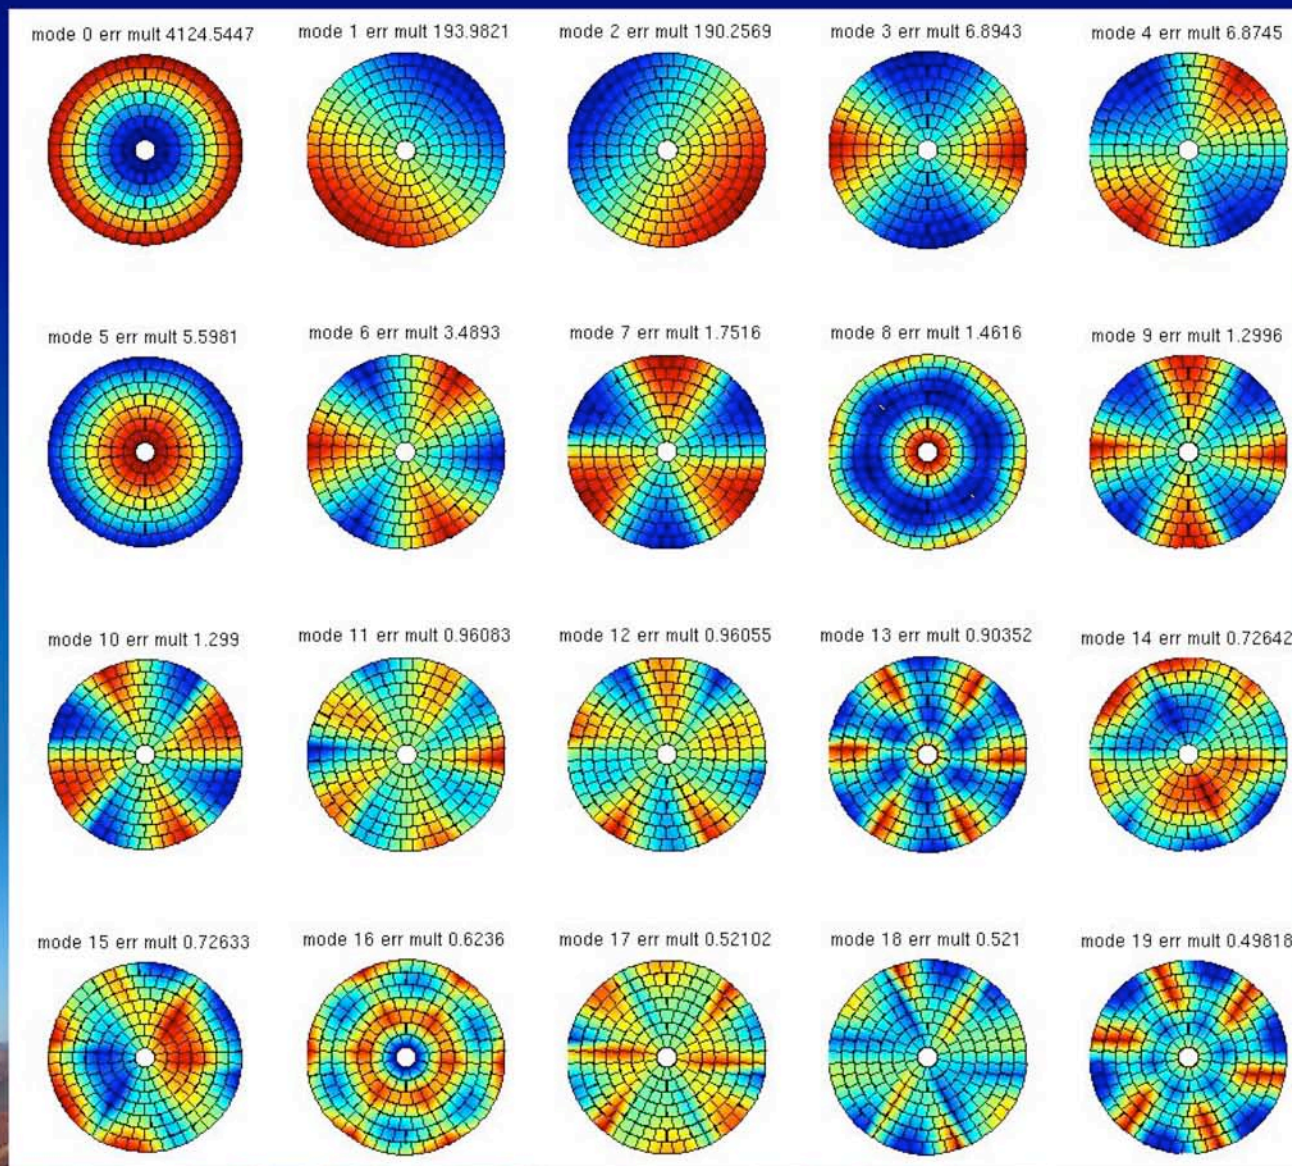 mode 0 err mult 4124.5447
mode 1 err mult 193.9821
mode 2 err mult 190.2569
mode 3 err mult 6.8943
mode 4 err mult 6.8745
mode 5 err mult 5.5981
mode 6 err mult 3.4893
mode 7 err mult 1.7516
mode 8 err mult 1.4616
mode 9 err mult 1.2996
mode 10 err mult 1.299
mode 11 err mult 0.96083
mode 12 err mult 0.96055
mode 13 err mult 0.90352
mode 14 err mult 0.72642
mode 15 err mult 0.72633
mode 16 err mult 0.6236
mode 17 err mult 0.52102
mode 18 err mult 0.521
mode 19 err mult 0.49818